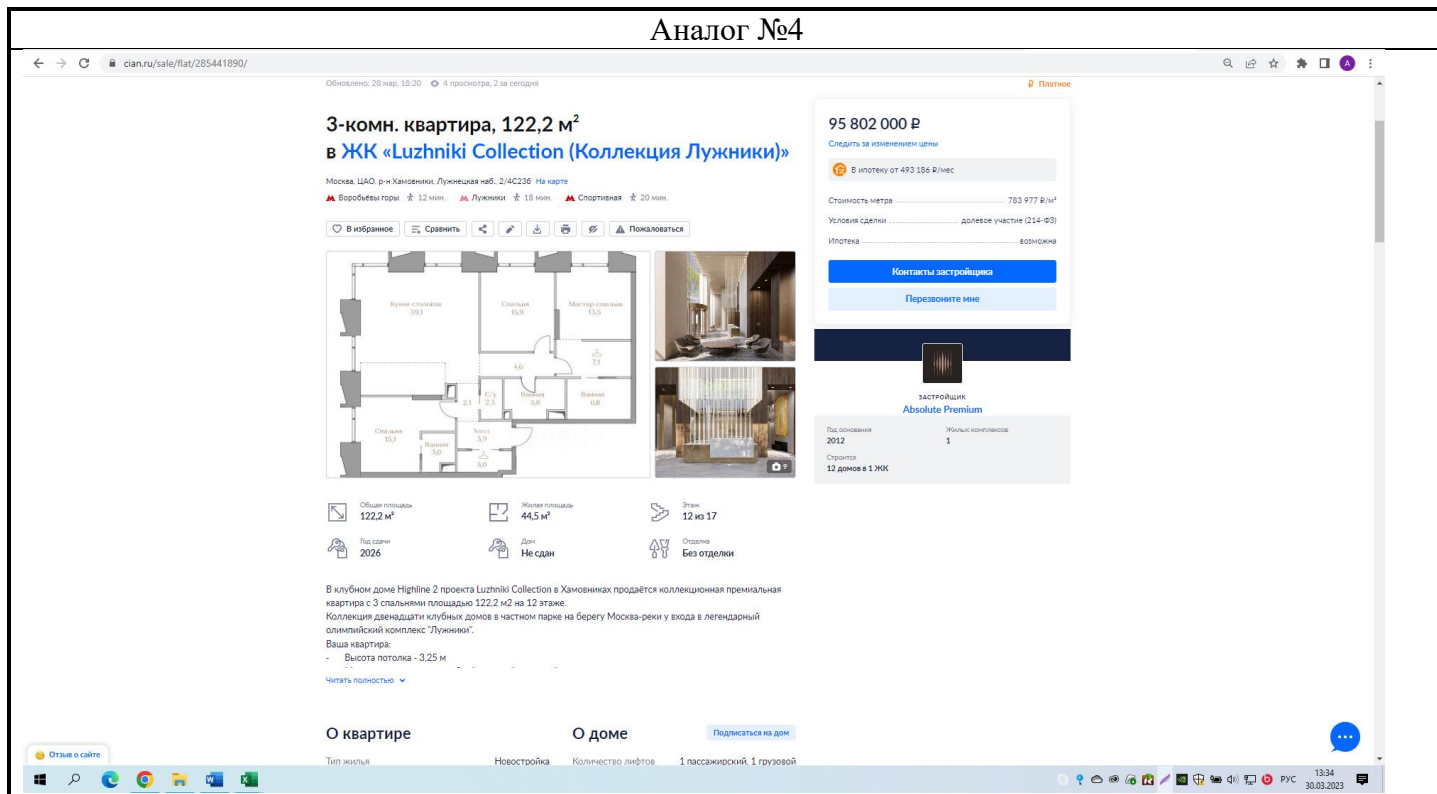 Аналог №4
cian.ru/sale/flat/285441890/
A
Обновлено: 28 мар, 18:20 4 просмотра, 2 за сегодня
Платное
3-комн. квартира, 122,2 м²
в ЖК «Luzhniki Collection (Коллекция Лужники)»
Москва, ЦАО, р-н Хамовники, Лужнецкая наб., 2/4С23б На карте
Воробьёвы горы 12 мин. Лужники 18 мин. Спортивная 20 мин.
В избранное Сравнить Пожаловаться
95 802 000 ₽
Следить за изменением цены
В ипотеку от 493 186 ₽/мес
Стоимость метра 783 977 ₽/м²
Условия сделки долевое участие (214-ФЗ)
Ипотека возможна
Контакты застройщика
Перезвоните мне
Кухня-столовая
39,1
Спальня
15,9
Мастер-спальня
13,5
7,1
4,6
2,1
С/у
2,3
Ванная
5,8
Ванная
6,8
Спальня
15,1
Ванная
3,0
Холл
3,9
3,0
9
ЗАСТРОЙЩИК
Absolute Premium
Год основания Жилых комплексов
2012 1
Строится
12 домов в 1 ЖК
Общая площадь Жилая площадь Этаж
122,2 м² 44,5 м² 12 из 17
Год сдачи Дом Отделка
2026 Не сдан Без отделки
В клубном доме Highline 2 проекта Luzhniki Collection в Хамовниках продаётся коллекционная премиальная
квартира с 3 спальнями площадью 122,2 м2 на 12 этаже.
Коллекция двенадцати клубных домов в частном парке на берегу Москва-реки у входа в легендарный
олимпийский комплекс "Лужники".
Ваша квартира:
- Высота потолка - 3,25 м
Читать полностью
О квартире О доме Подписаться на дом
Тип жилья Новостройка Количество лифтов 1 пассажирский, 1 грузовой
Отзыв о сайте
РУС 13:34
30.03.2023